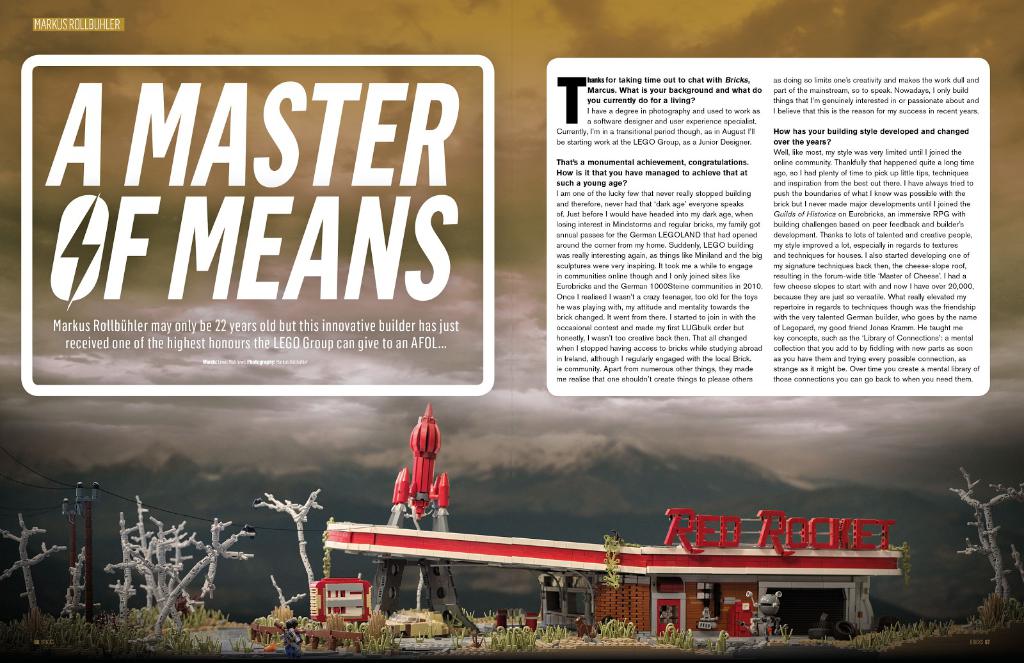 MARKUS ROLLBÜHLER
A MASTER
OF MEANS
Markus Rollbühler may only be 22 years old but this innovative builder has just
received one of the highest honours the LEGO Group can give to an AFOL...
Words: Photography:
Thanks for taking time out to chat with Bricks,
Marcus. What is your background and what do
you currently do for a living?
I have a degree in photography and used to work as
a software designer and user experience specialist.
Currently, I'm in a transitional period though, as in August I'll
be starting work at the LEGO Group, as a Junior Designer.
That's a monumental achievement, congratulations.
How is it that you have managed to achieve that at
such a young age?
I am one of the lucky few that never really stopped building
and therefore, never had that 'dark age' everyone speaks
of. Just before I would have headed into my dark age, when
losing interest in Mindstorms and regular bricks, my family got
annual passes for the German LEGOLAND that had opened
around the corner from my home. Suddenly, LEGO building
was really interesting again, as things like Miniland and the big
sculptures were very inspiring. It took me a while to engage
in communities online though and I only joined sites like
Eurobricks and the German 1000Steine communities in 2010.
Once I realised I wasn't a crazy teenager, too old for the toys
he was playing with, my attitude and mentality towards the
brick changed. It went from there. I started to join in with the
occasional contest and made my first LUGbulk order but
honestly, I wasn't too creative back then. That all changed
when I stopped having access to bricks while studying abroad
in Ireland, although I regularly engaged with the local Brick.
ie community. Apart from numerous other things, they made
me realise that one shouldn't create things to please others
as doing so limits one's creativity and makes the work dull and
part of the mainstream, so to speak. Nowadays, I only build
things that I'm genuinely interested in or passionate about and
I believe that this is the reason for my success in recent years.
How has your building style developed and changed
over the years?
Well, like most, my style was very limited until I joined the
online community. Thankfully that happened quite a long time
ago, so I had plenty of time to pick up little tips, techniques
and inspiration from the best out there. I have always tried to
push the boundaries of what I knew was possible with the
brick but I never made major developments until I joined the
Guilds of Historica on Eurobricks, an immersive RPG with
building challenges based on peer feedback and builder's
development. Thanks to lots of talented and creative people,
my style improved a lot, especially in regards to textures
and techniques for houses. I also started developing one of
my signature techniques back then, the cheese-slope roof,
resulting in the forum-wide title 'Master of Cheese'. I had a
few cheese slopes to start with and now I have over 20,000,
because they are just so versatile. What really elevated my
repertoire in regards to techniques though was the friendship
with the very talented German builder, who goes by the name
of Legopard, my good friend Jonas Kramm. He taught me
key concepts, such as the 'Library of Connections': a mental
collection that you add to by fiddling with new parts as soon
as you have them and trying every possible connection, as
strange as it might be. Over time you create a mental library of
those connections you can go back to when you need them.
RED ROCKET
BRICKS
BRICKS